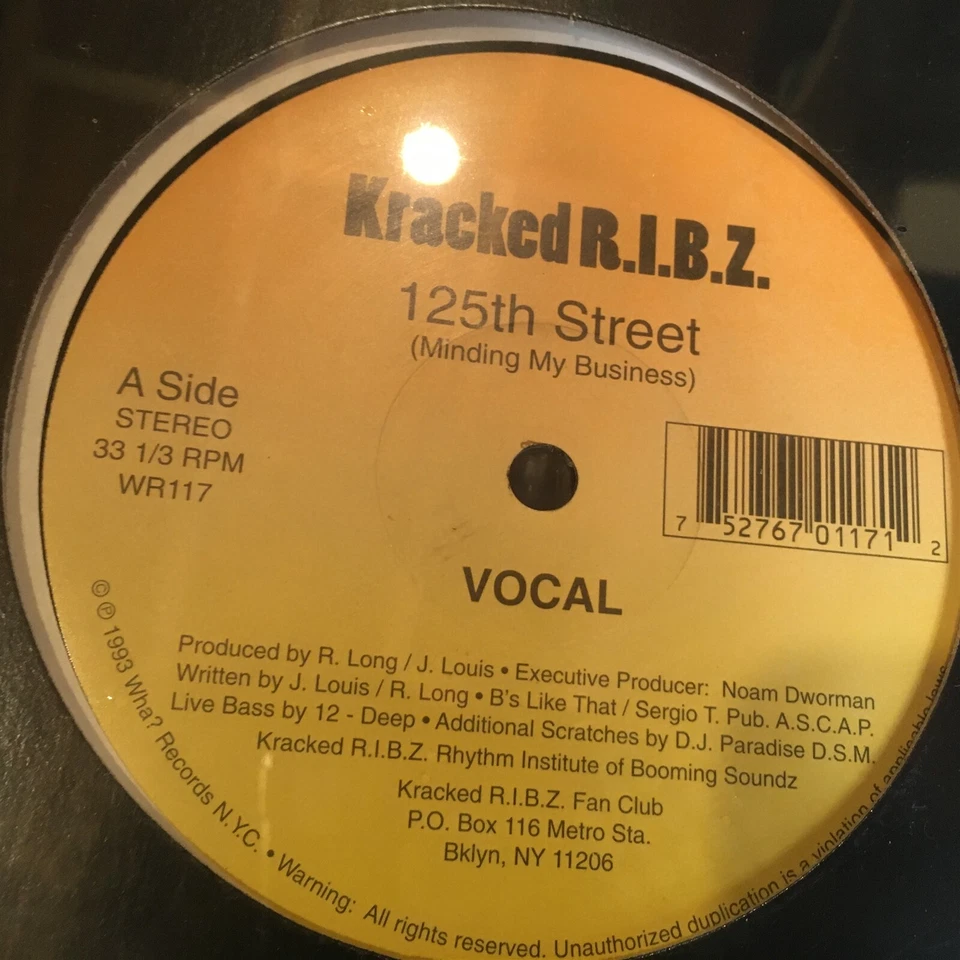 Kracked R.I.B.Z.
125th Street
(Minding My Business)
A Side
STEREO
33 1/3 RPM
WR117
7 52767 01171 2
VOCAL
Produced by R. Long / J. Louis • Executive Producer: Noam Dworman
Written by J. Louis / R. Long • B's Like That / Sergio T. Pub. A.S.C.A.P.
Live Bass by 12 - Deep • Additional Scratches by D.J. Paradise D.S.M.
Kracked R.I.B.Z. Rhythm Institute of Booming Soundz
Kracked R.I.B.Z. Fan Club
P.O. Box 116 Metro Sta.
Bklyn, NY 11206
© ℗ 1993 Wha? Records N.Y.C. • Warning: All rights reserved. Unauthorized duplication is a violation of applicable laws